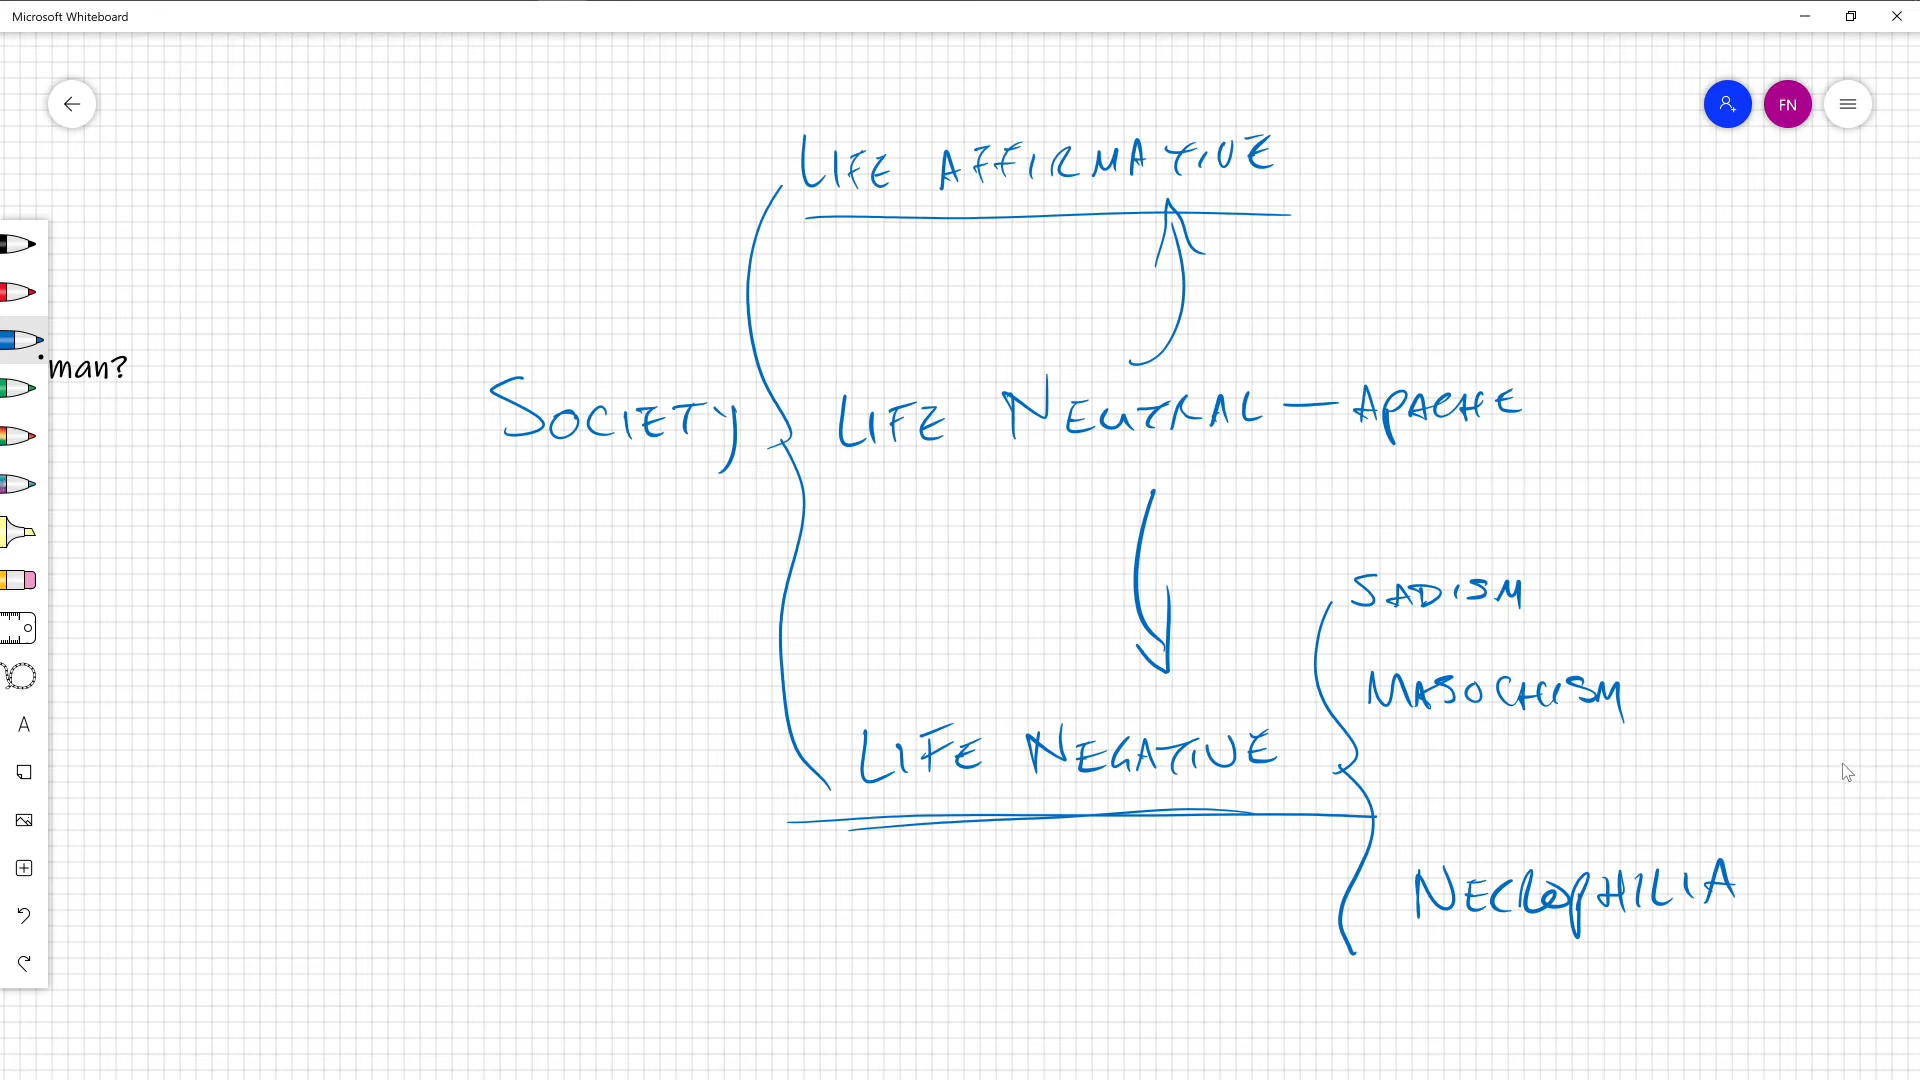 Microsoft Whiteboard
FN
LIFE AFFIRMATIVE
man?
SOCIETY
LIFE NEUTRAL — APACHE
SADISM
MASOCHISM
LIFE NEGATIVE
NECROPHILIA
A